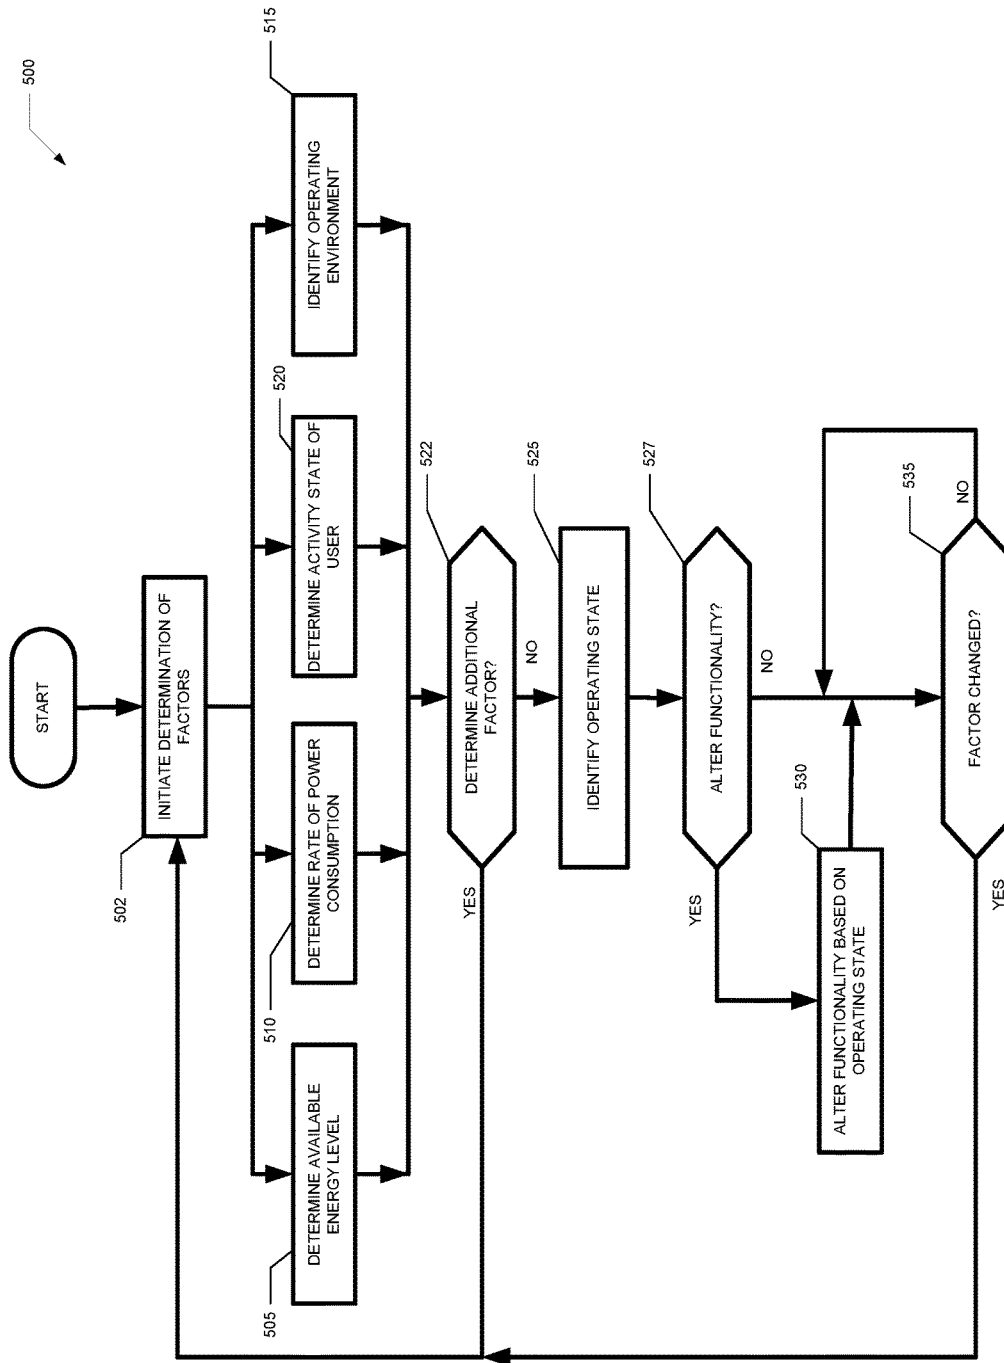 500
START
INITIATE DETERMINATION OF
FACTORS
502
DETERMINE AVAILABLE
ENERGY LEVEL
505
DETERMINE RATE OF POWER
CONSUMPTION
510
DETERMINE ACTIVITY STATE OF
USER
520
IDENTIFY OPERATING
ENVIRONMENT
515
DETERMINE ADDITIONAL
FACTOR?
522
YES
NO
IDENTIFY OPERATING STATE
525
ALTER FUNCTIONALITY?
527
YES
NO
ALTER FUNCTIONALITY BASED ON
OPERATING STATE
530
FACTOR CHANGED?
535
YES
NO